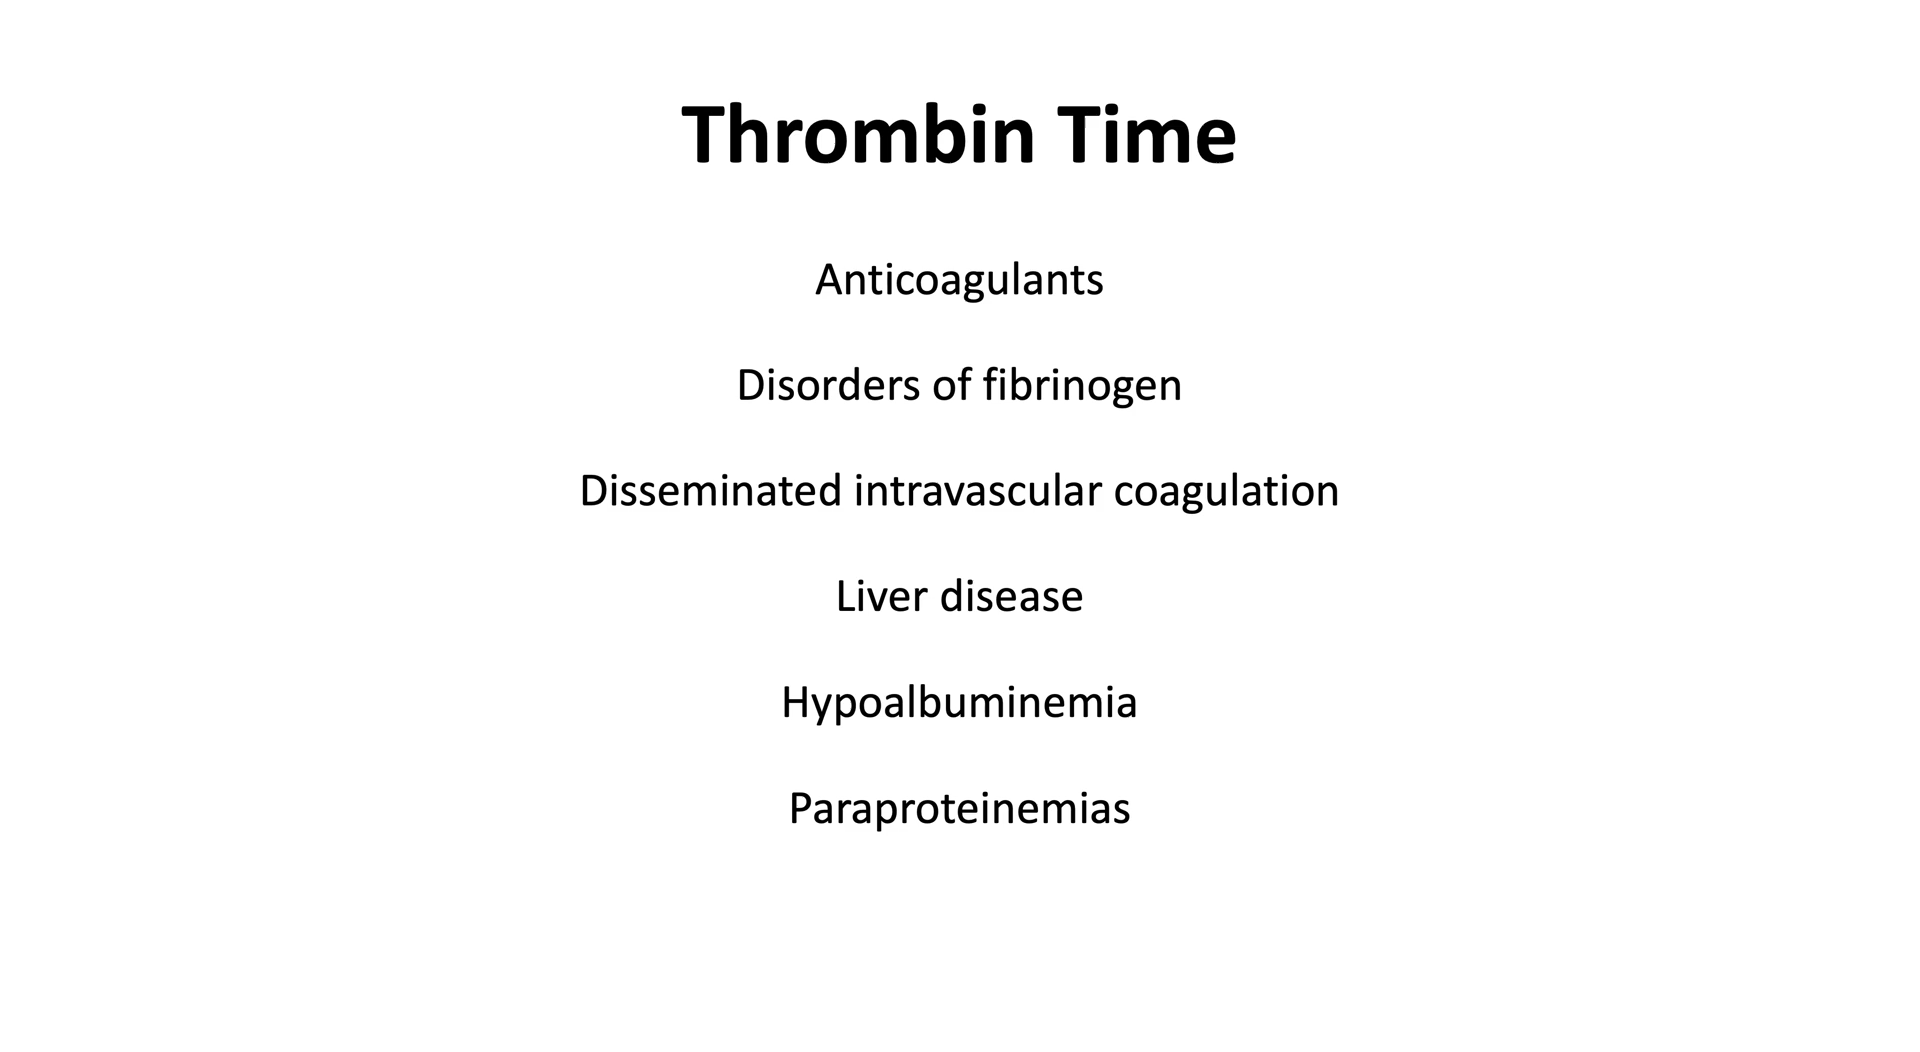 Thrombin Time
Anticoagulants
Disorders of fibrinogen
Disseminated intravascular coagulation
Liver disease
Hypoalbuminemia
Paraproteinemias